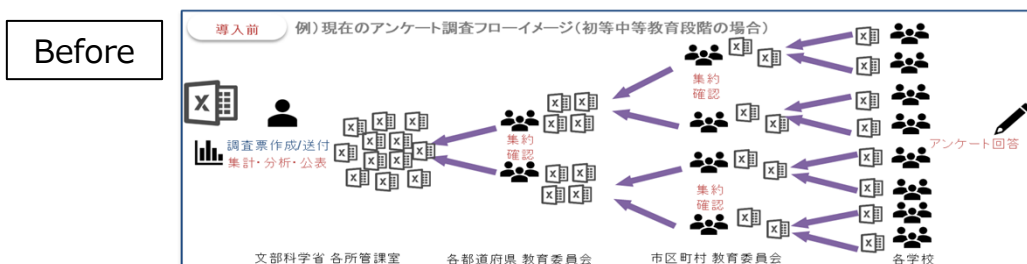 Before
導入前
例）現在のアンケート調査フローイメージ（初等中等教育段階の場合）
調査票作成/送付
集計・分析・公表
集約
確認
集約
確認
集約
確認
アンケート回答
文部科学省 各所管課室
各都道府県 教育委員会
市区町村 教育委員会
各学校